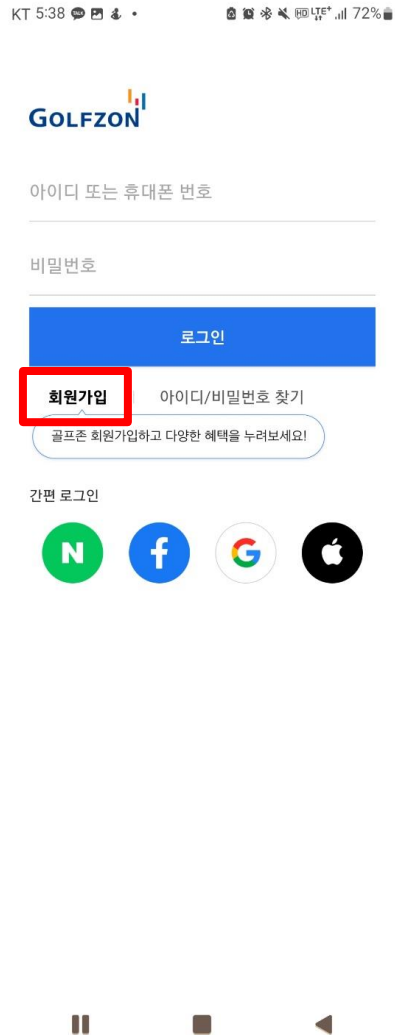 KT 5:38 TALK HD LTE+ 72%
GOLFZON
아이디 또는 휴대폰 번호
비밀번호
로그인
회원가입 아이디/비밀번호 찾기
골프존 회원가입하고 다양한 혜택을 누려보세요!
간편 로그인
N f G